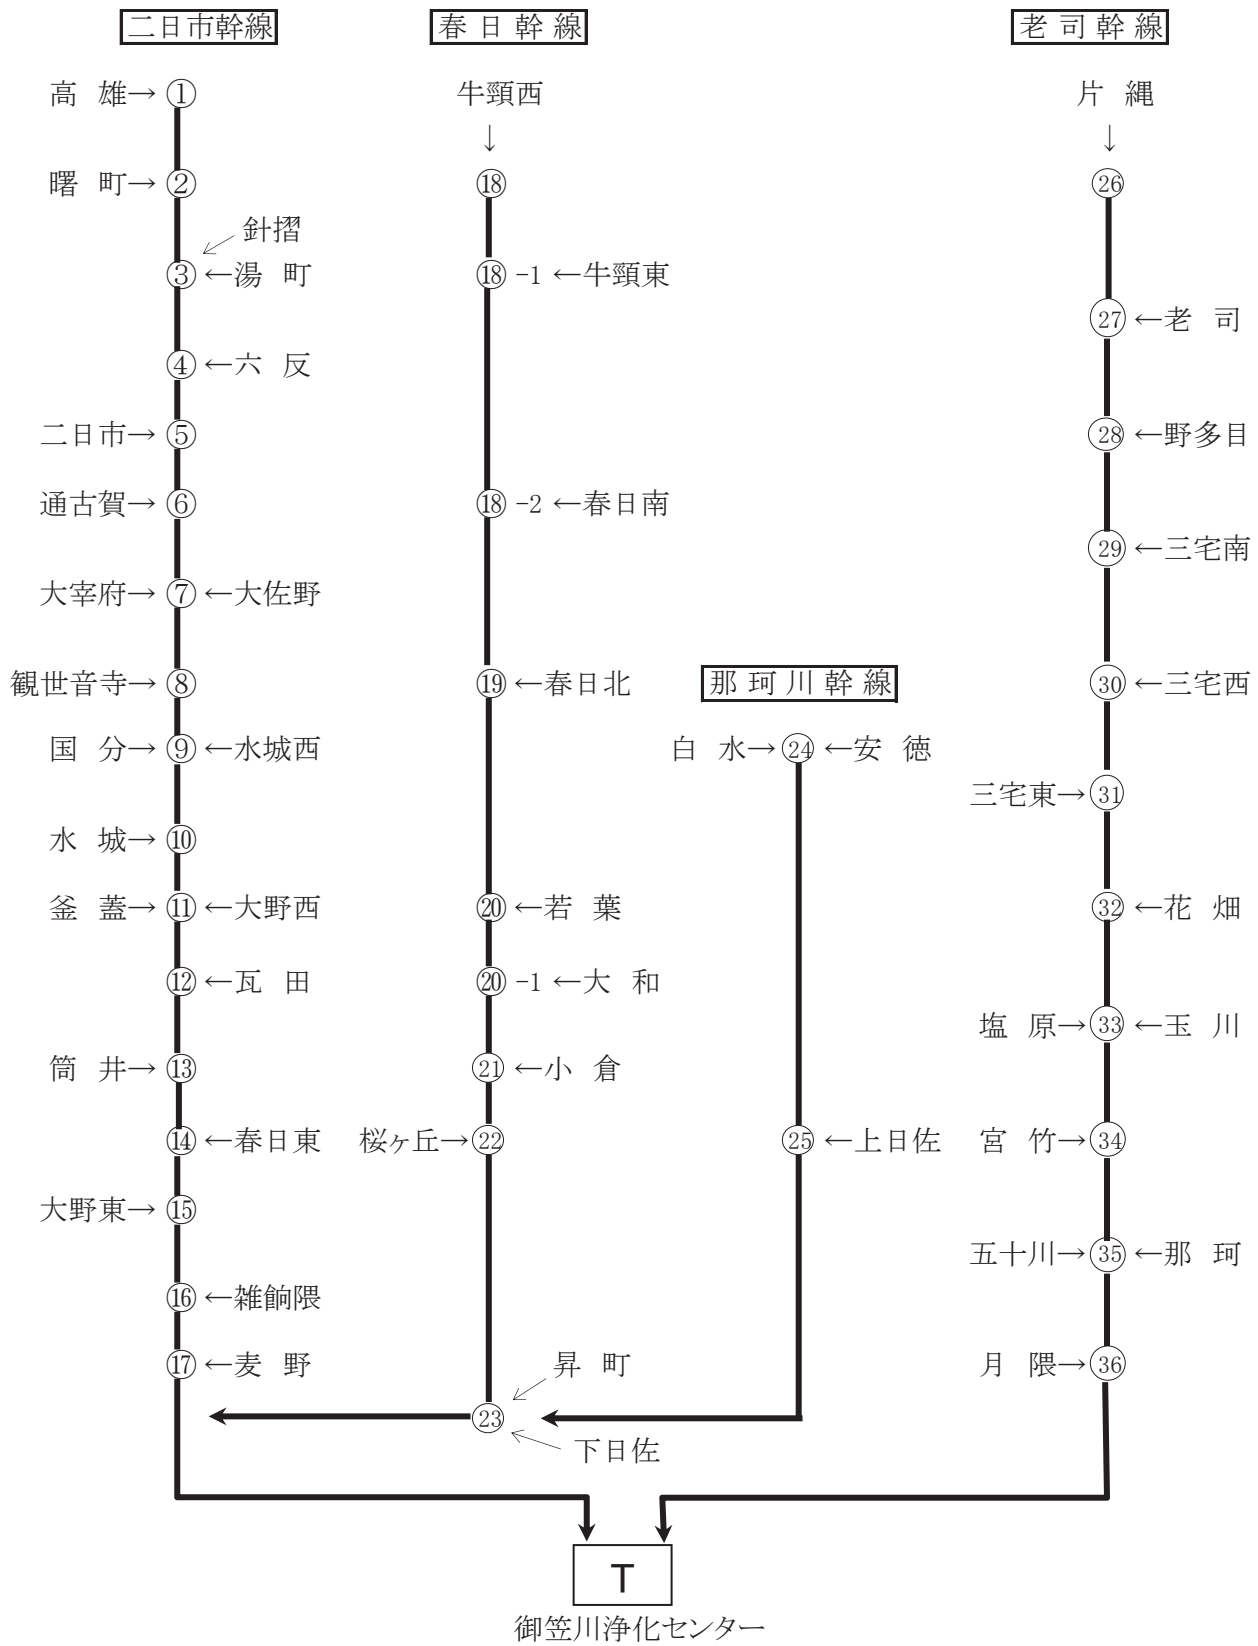 二日市幹線
高雄→①
曙町→②
針摺
③←湯町
④←六反
二日市→⑤
通古賀→⑥
大宰府→⑦←大佐野
観世音寺→⑧
国分→⑨←水城西
水城→⑩
釜蓋→⑪←大野西
⑫←瓦田
筒井→⑬
⑭←春日東
大野東→⑮
⑯←雑餉隈
⑰←麦野
春日幹線
牛頸西
↓
⑱
⑱-1←牛頸東
⑱-2←春日南
⑲←春日北
⑳←若葉
⑳-1←大和
㉑←小倉
桜ヶ丘→㉒
昇町
㉓
下日佐
那珂川幹線
白水→㉔←安徳
㉕←上日佐
老司幹線
片縄
↓
㉖
㉗←老司
㉘←野多目
㉙←三宅南
㉚←三宅西
三宅東→㉛
㉜←花畑
塩原→㉝←玉川
宮竹→㉞
五十川→㉟←那珂
月隈→㊱
T
御笠川浄化センター